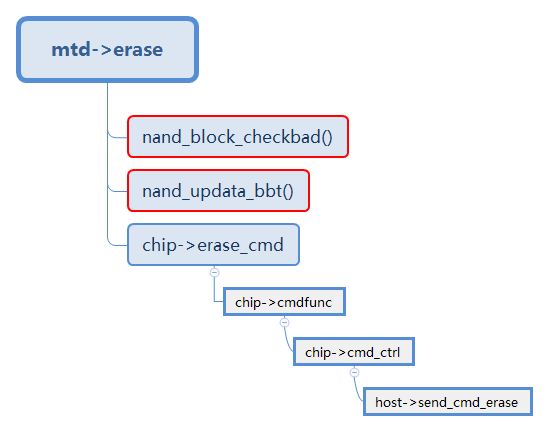 mtd->erase
nand_block_checkbad()
nand_updata_bbt()
chip->erase_cmd
chip->cmdfunc
chip->cmd_ctrl
host->send_cmd_erase